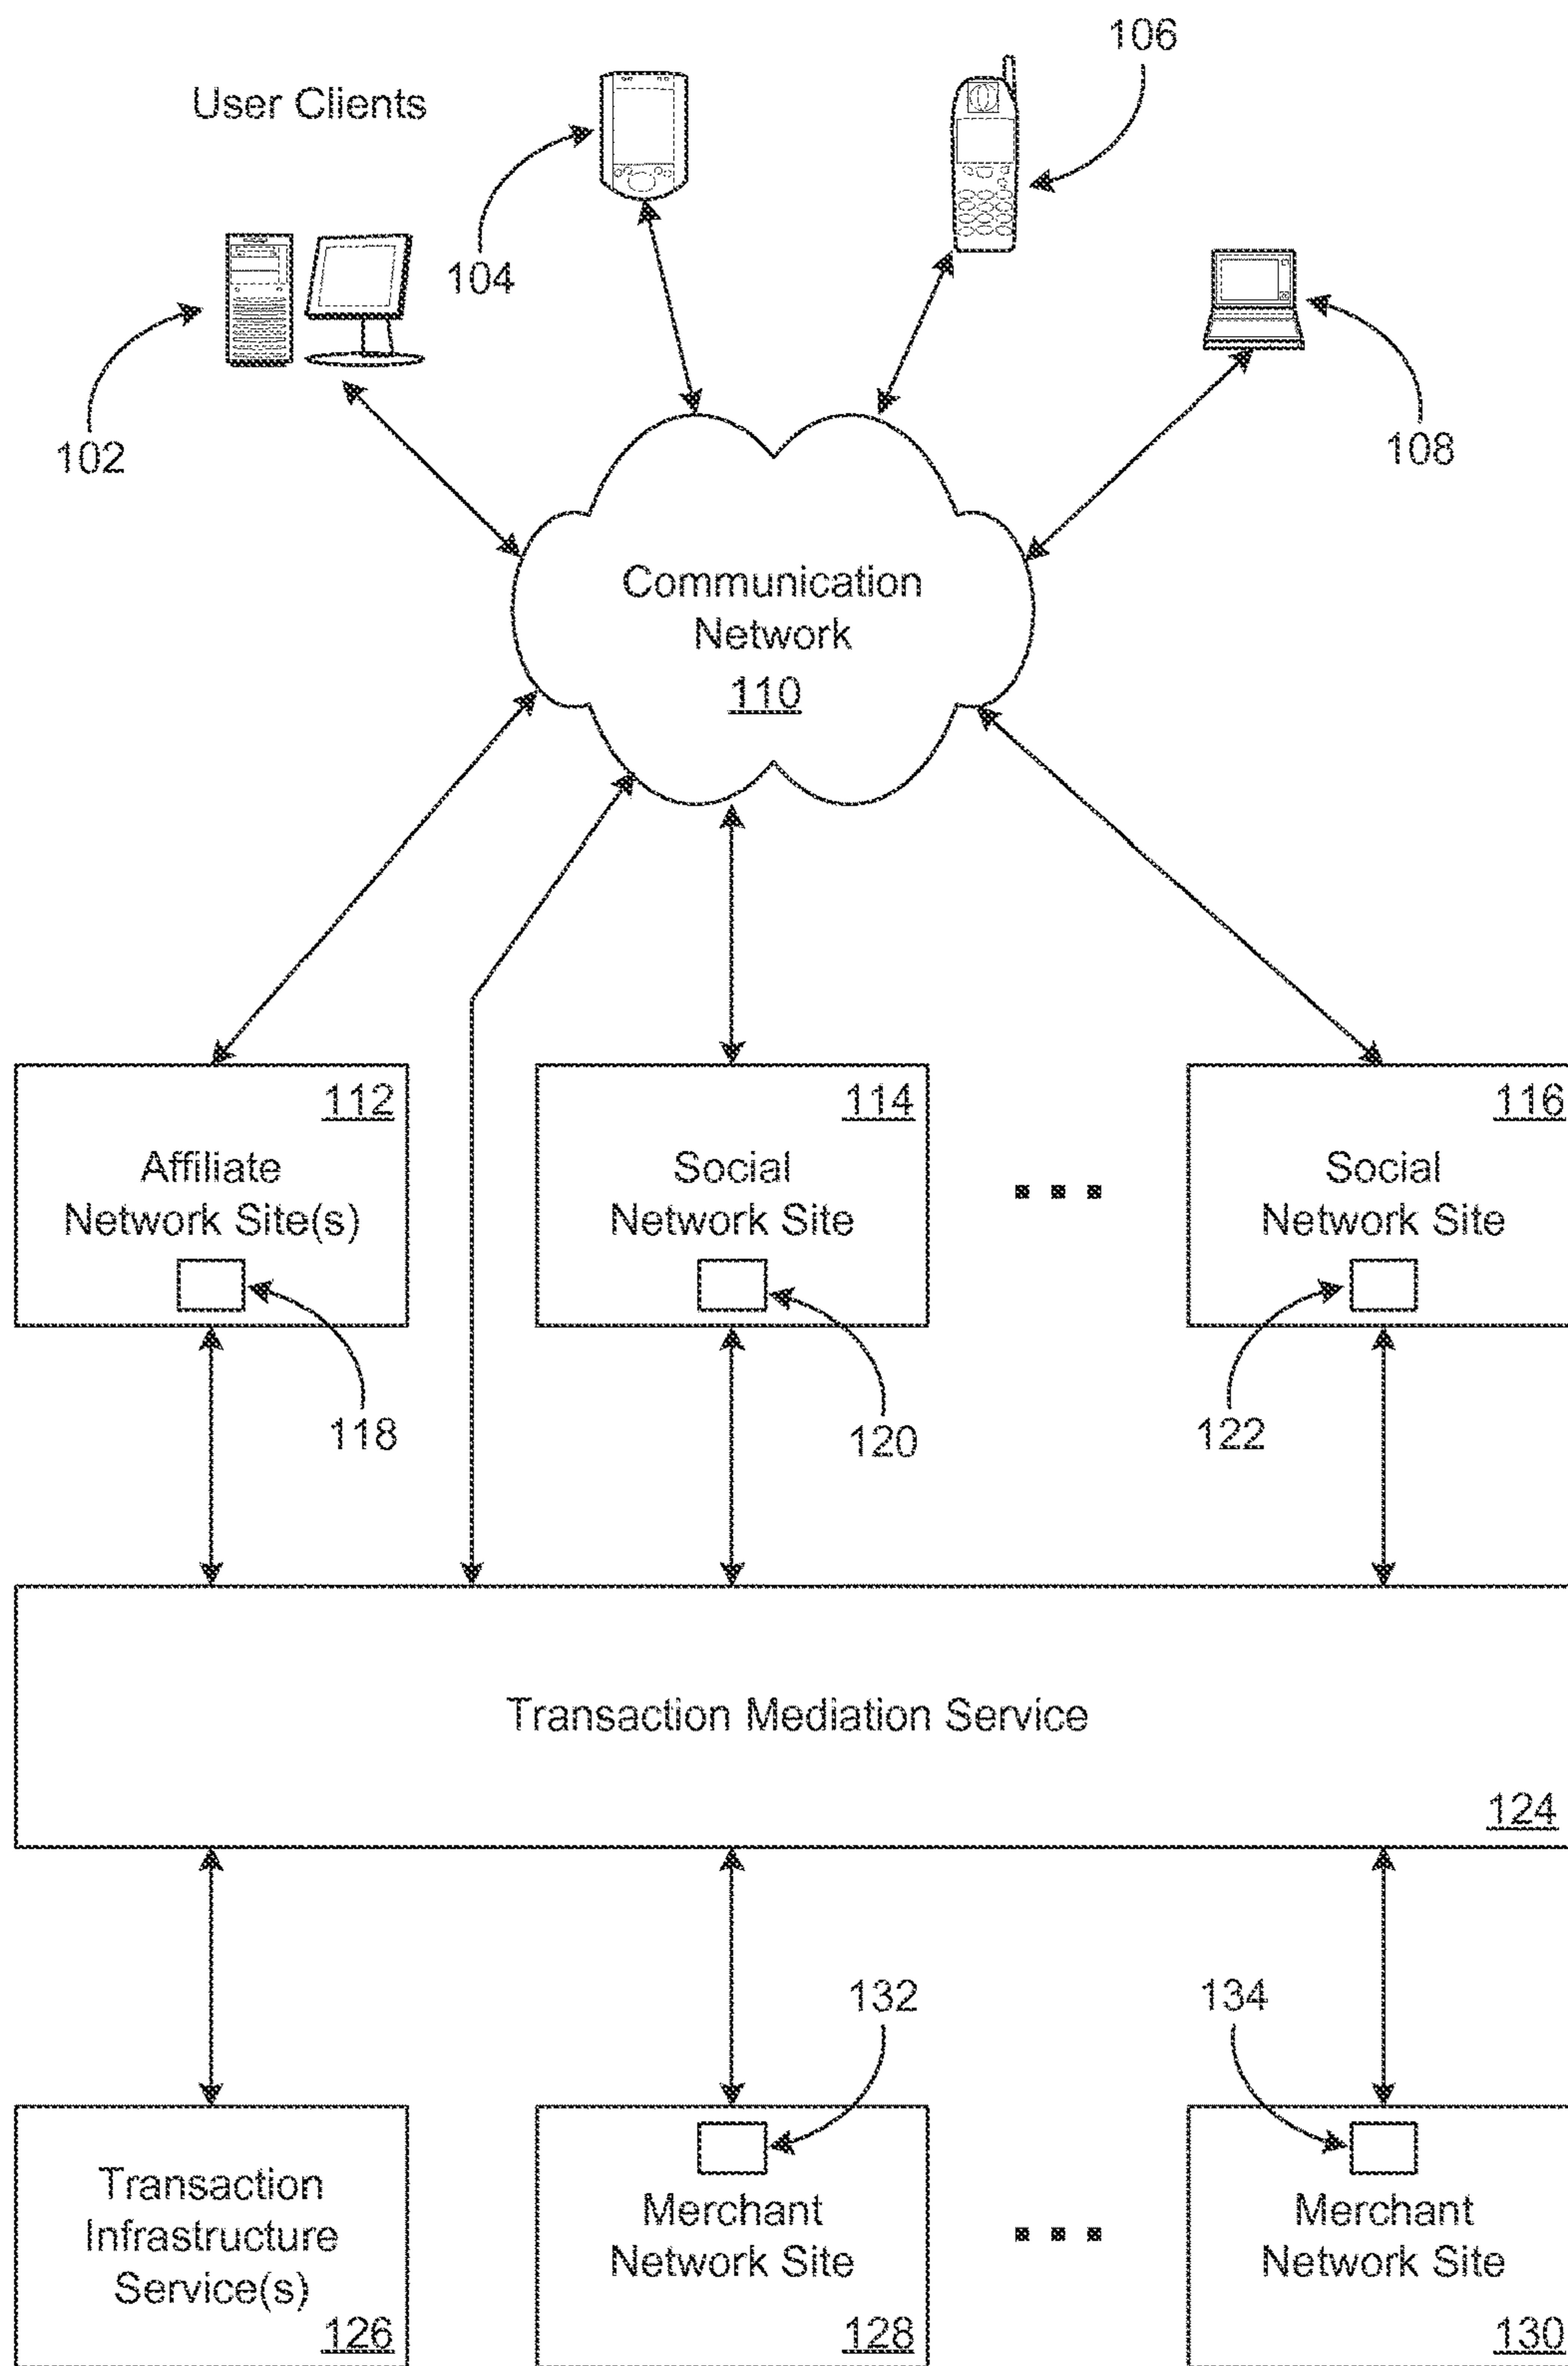 106
User Clients
104
102
108
Communication
Network
110
112
Affiliate
Network Site(s)
114
Social
Network Site
116
Social
Network Site
118
120
122
Transaction Mediation Service
124
132
134
Transaction
Infrastructure
Service(s)
126
Merchant
Network Site
128
Merchant
Network Site
130